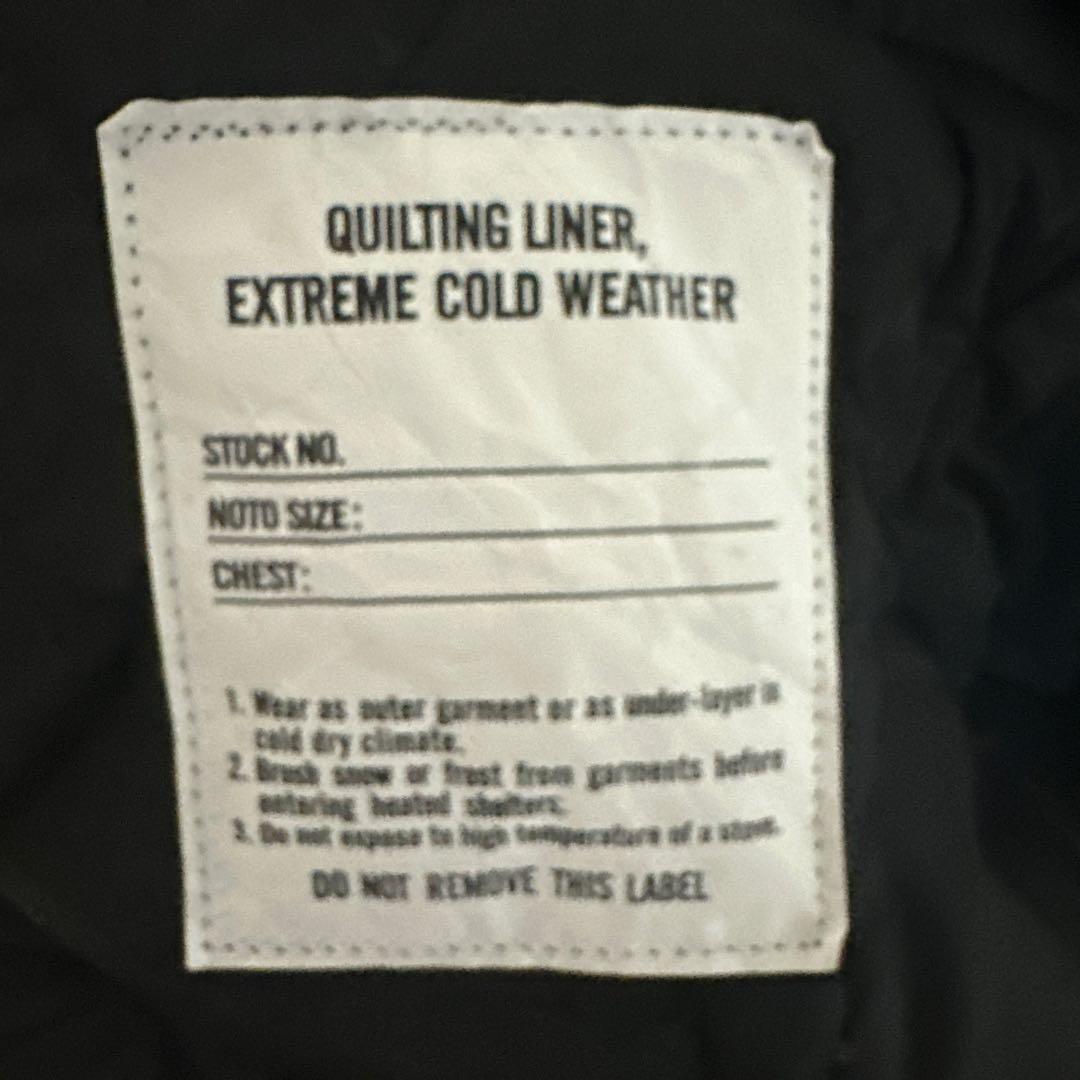 QUILTING LINER,
EXTREME COLD WEATHER
STOCK NO.
NOTO SIZE:
CHEST:
1. Wear as outer garment or as under-layer in
cold dry climate.
2. Brush snow or frost from garments before
entering heated shelters.
3. Do not expose to high temperature of a stove.
DO NOT REMOVE THIS LABEL